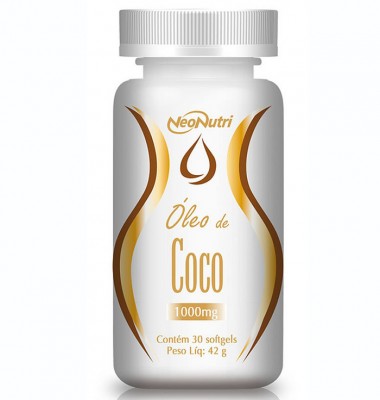 NeoNutri
Óleo de
Coco
1000mg
Contém 30 softgels
Peso Líq: 42 g